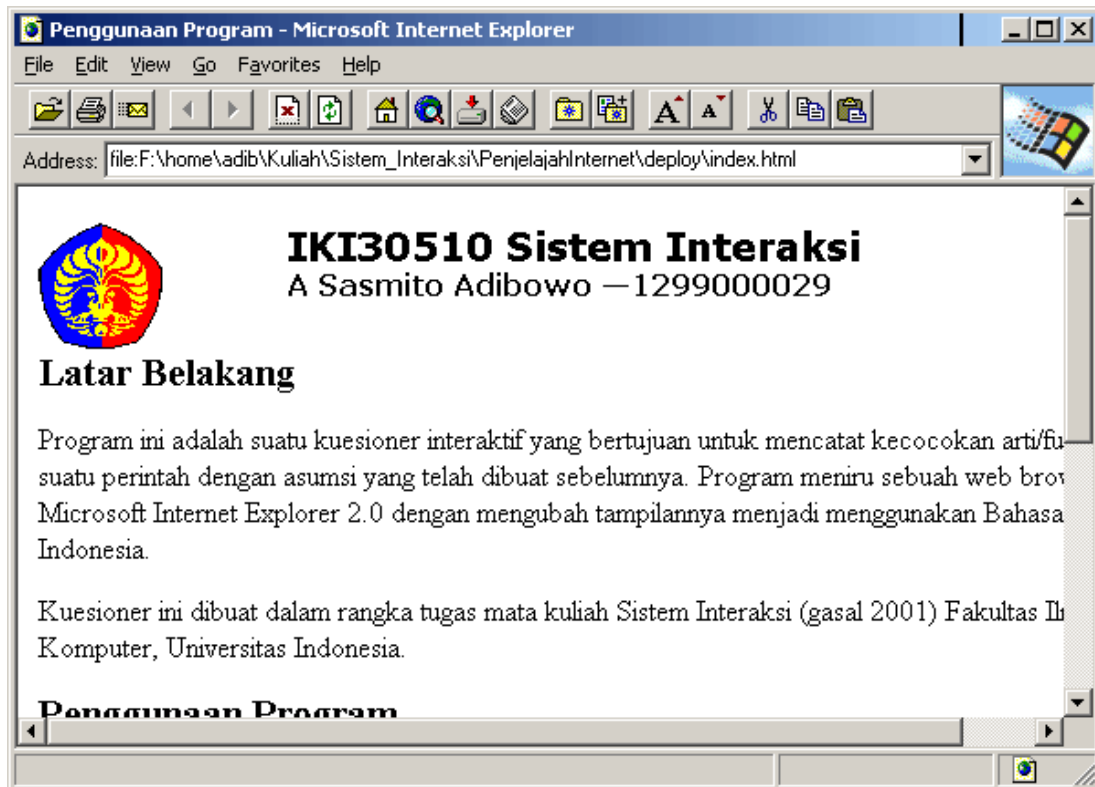 Penggunaan Program - Microsoft Internet Explorer
File Edit View Go Favorites Help
Address: file:F:\home\adib\Kuliah\Sistem_Interaksi\PenjelajahInternet\deploy\index.html
IKI30510 Sistem Interaksi
A Sasmito Adibowo —1299000029
Latar Belakang
Program ini adalah suatu kuesioner interaktif yang bertujuan untuk mencatat kecocokan arti/fu
suatu perintah dengan asumsi yang telah dibuat sebelumnya. Program meniru sebuah web brow
Microsoft Internet Explorer 2.0 dengan mengubah tampilannya menjadi menggunakan Bahasa
Indonesia.
Kuesioner ini dibuat dalam rangka tugas mata kuliah Sistem Interaksi (gasal 2001) Fakultas Il
Komputer, Universitas Indonesia.
Penggunaan Program